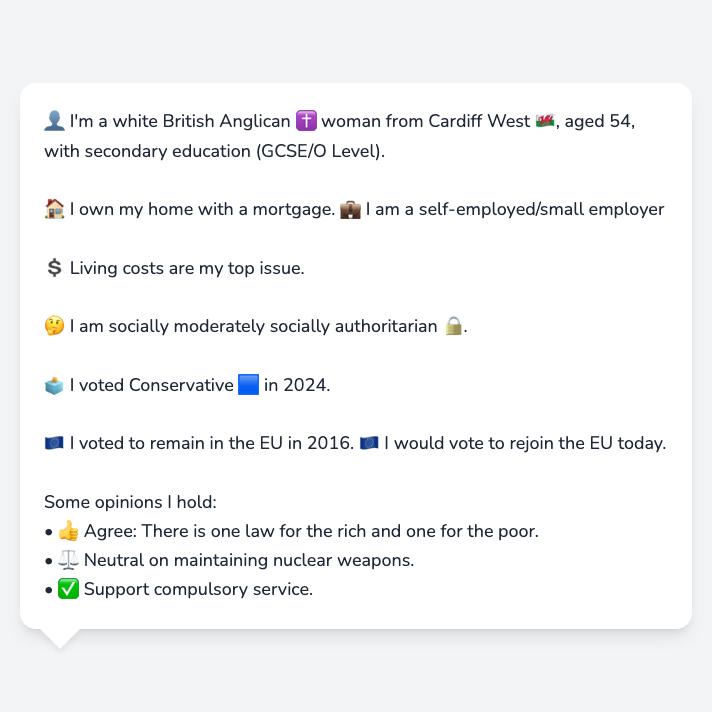 👤 I'm a white British Anglican ✝️ woman from Cardiff West 🏴󠁧󠁢󠁷󠁬󠁳󠁿, aged 54,
with secondary education (GCSE/O Level).
🏠 I own my home with a mortgage. 💼 I am a self-employed/small employer
💲 Living costs are my top issue.
🤔 I am socially moderately socially authoritarian 🔒.
🗳️ I voted Conservative 🟦 in 2024.
🇪🇺 I voted to remain in the EU in 2016. 🇪🇺 I would vote to rejoin the EU today.
Some opinions I hold:
• 👍 Agree: There is one law for the rich and one for the poor.
• ⚖️ Neutral on maintaining nuclear weapons.
• ✅ Support compulsory service.